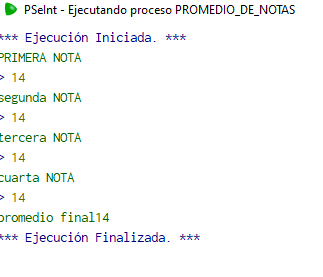 PSeInt - Ejecutando proceso PROMEDIO_DE_NOTAS
*** Ejecución Iniciada. ***
PRIMERA NOTA
> 14
segunda NOTA
> 14
tercera NOTA
> 14
cuarta NOTA
> 14
promedio final14
*** Ejecución Finalizada. ***